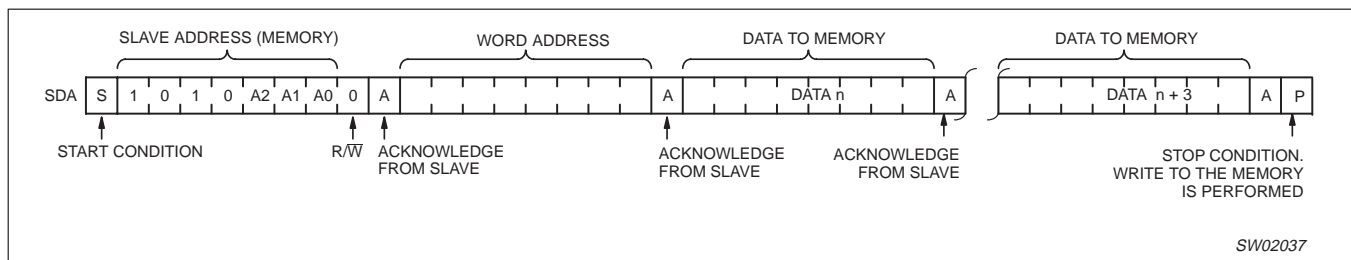 SLAVE ADDRESS (MEMORY) WORD ADDRESS DATA TO MEMORY DATA TO MEMORY
SDA S 1 0 1 0 A2 A1 A0 0 A A DATA n A DATA n + 3 A P
START CONDITION R/W̅ ACKNOWLEDGE FROM SLAVE ACKNOWLEDGE FROM SLAVE ACKNOWLEDGE FROM SLAVE STOP CONDITION.
WRITE TO THE MEMORY
IS PERFORMED
SW02037